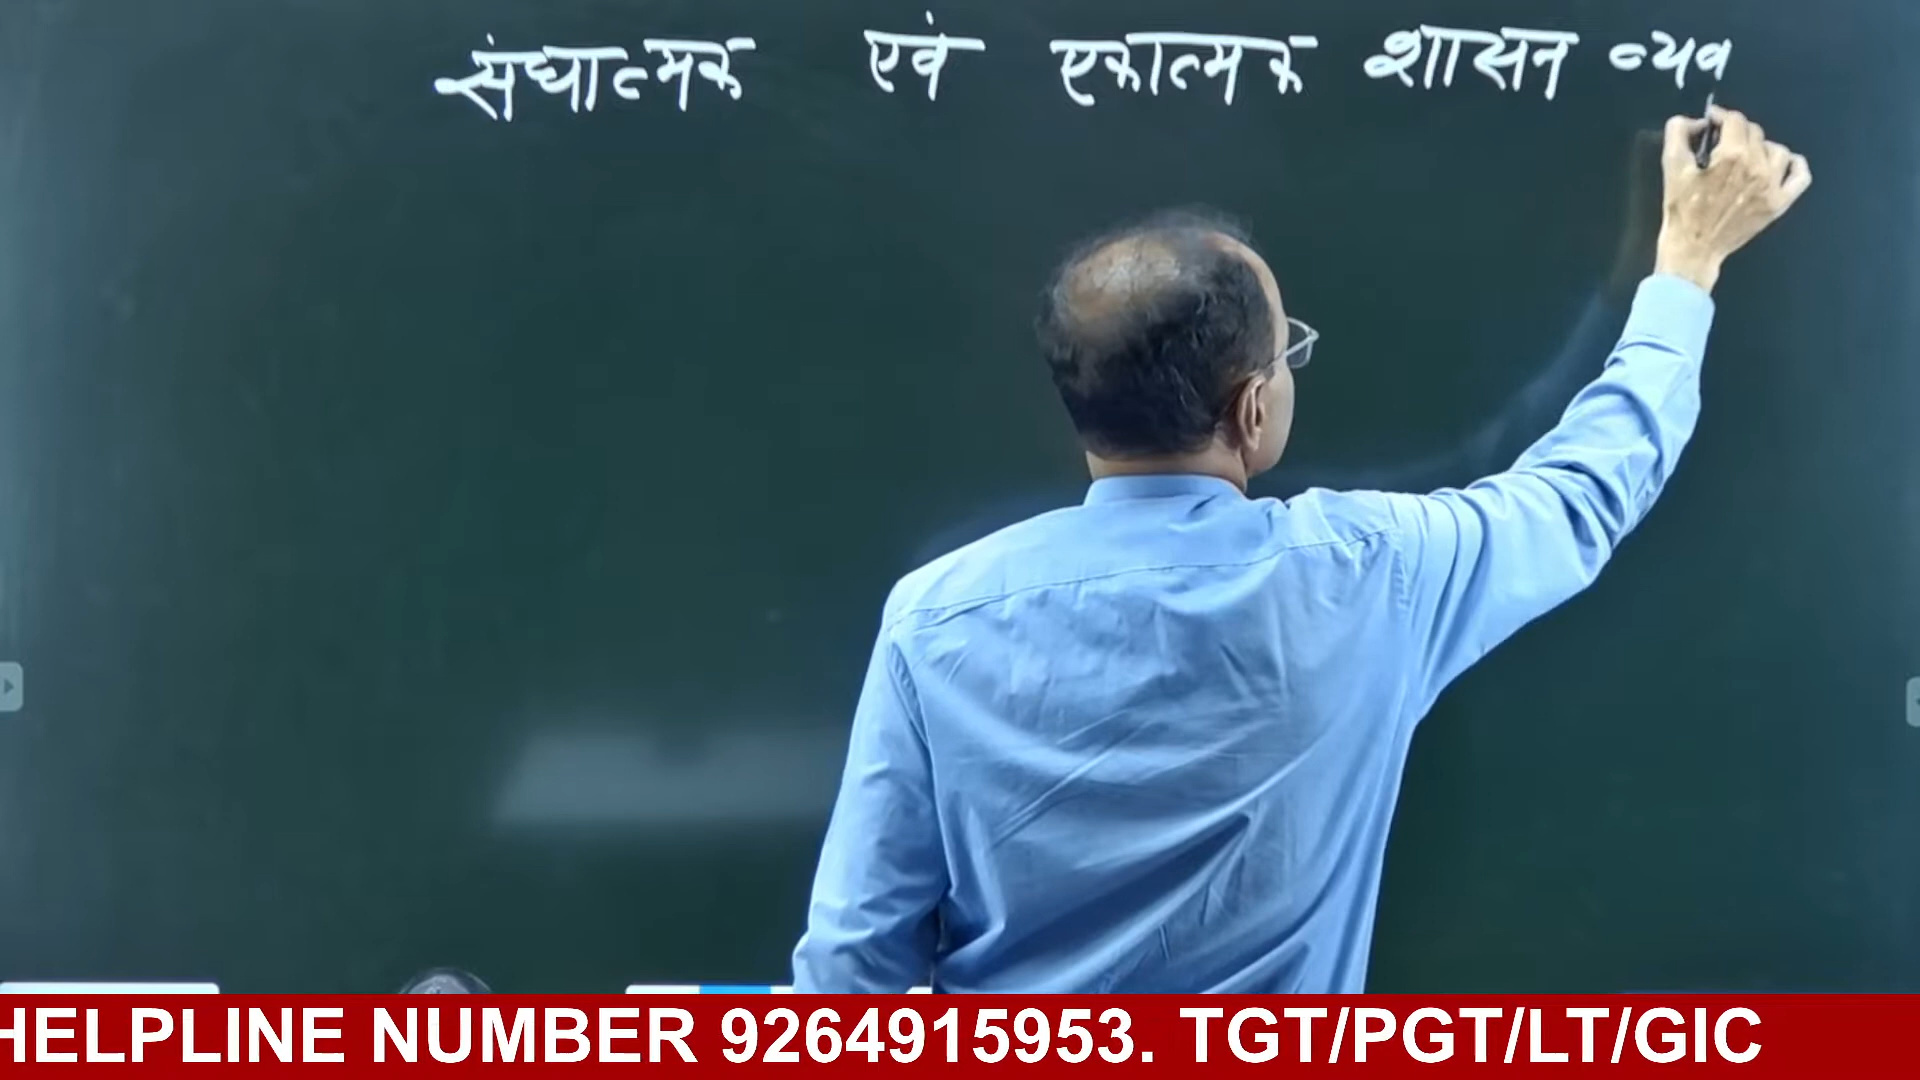 संघात्मक एवं एकात्मक शासन व्यव
HELPLINE NUMBER 9264915953. TGT/PGT/LT/GIC